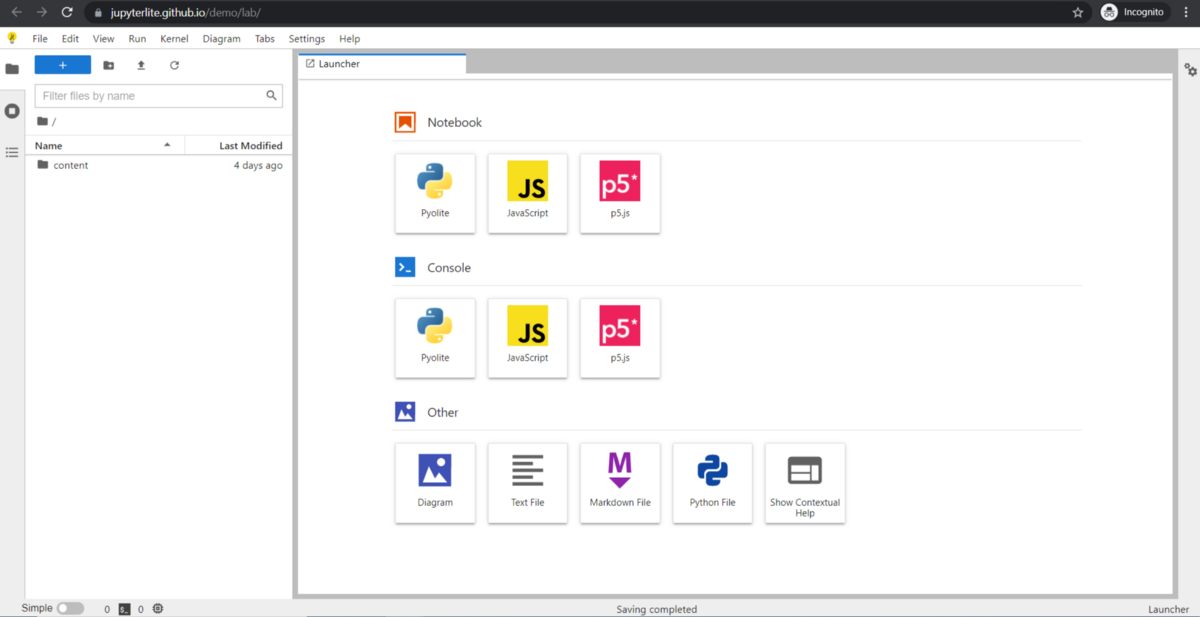 jupyterlite.github.io/demo/lab/
Incognito
File Edit View Run Kernel Diagram Tabs Settings Help
+
Launcher
Filter files by name
/
Name Last Modified
content 4 days ago
Notebook
JS p5*
Pyolite JavaScript p5.js
Console
JS p5*
Pyolite JavaScript p5.js
Other
M
Diagram Text File Markdown File Python File Show Contextual
Help
Simple 0 0 Saving completed Launcher